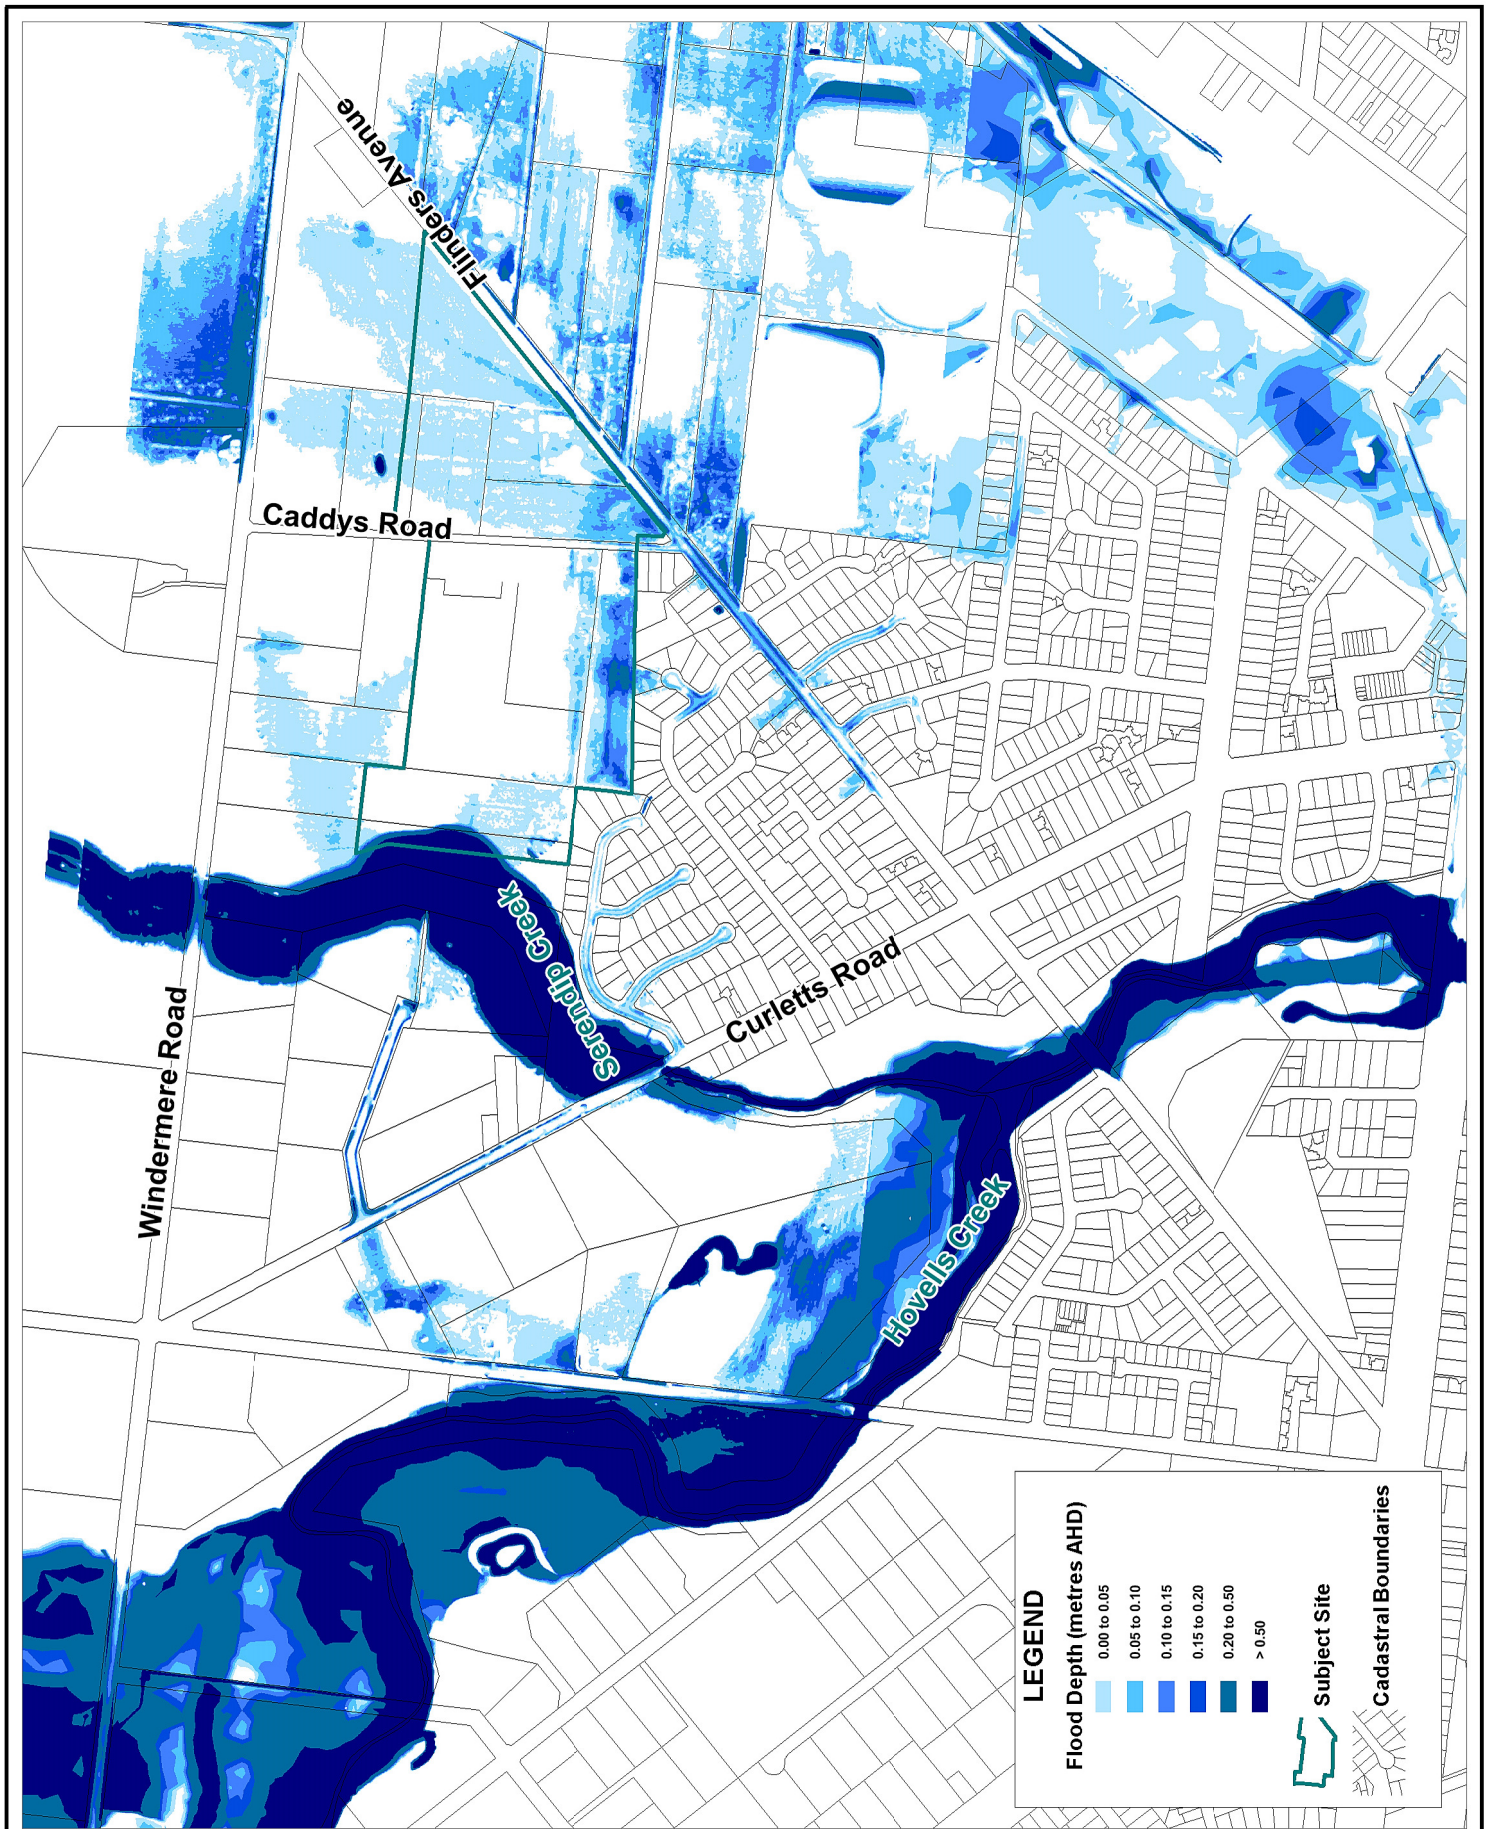 Flinders Avenue
Caddys Road
Serendip Creek
Curletts Road
Windermere Road
Hovells Creek
LEGEND
Flood Depth (metres AHD)
0.00 to 0.05
0.05 to 0.10
0.10 to 0.15
0.15 to 0.20
0.20 to 0.50
> 0.50
Subject Site
Cadastral Boundaries